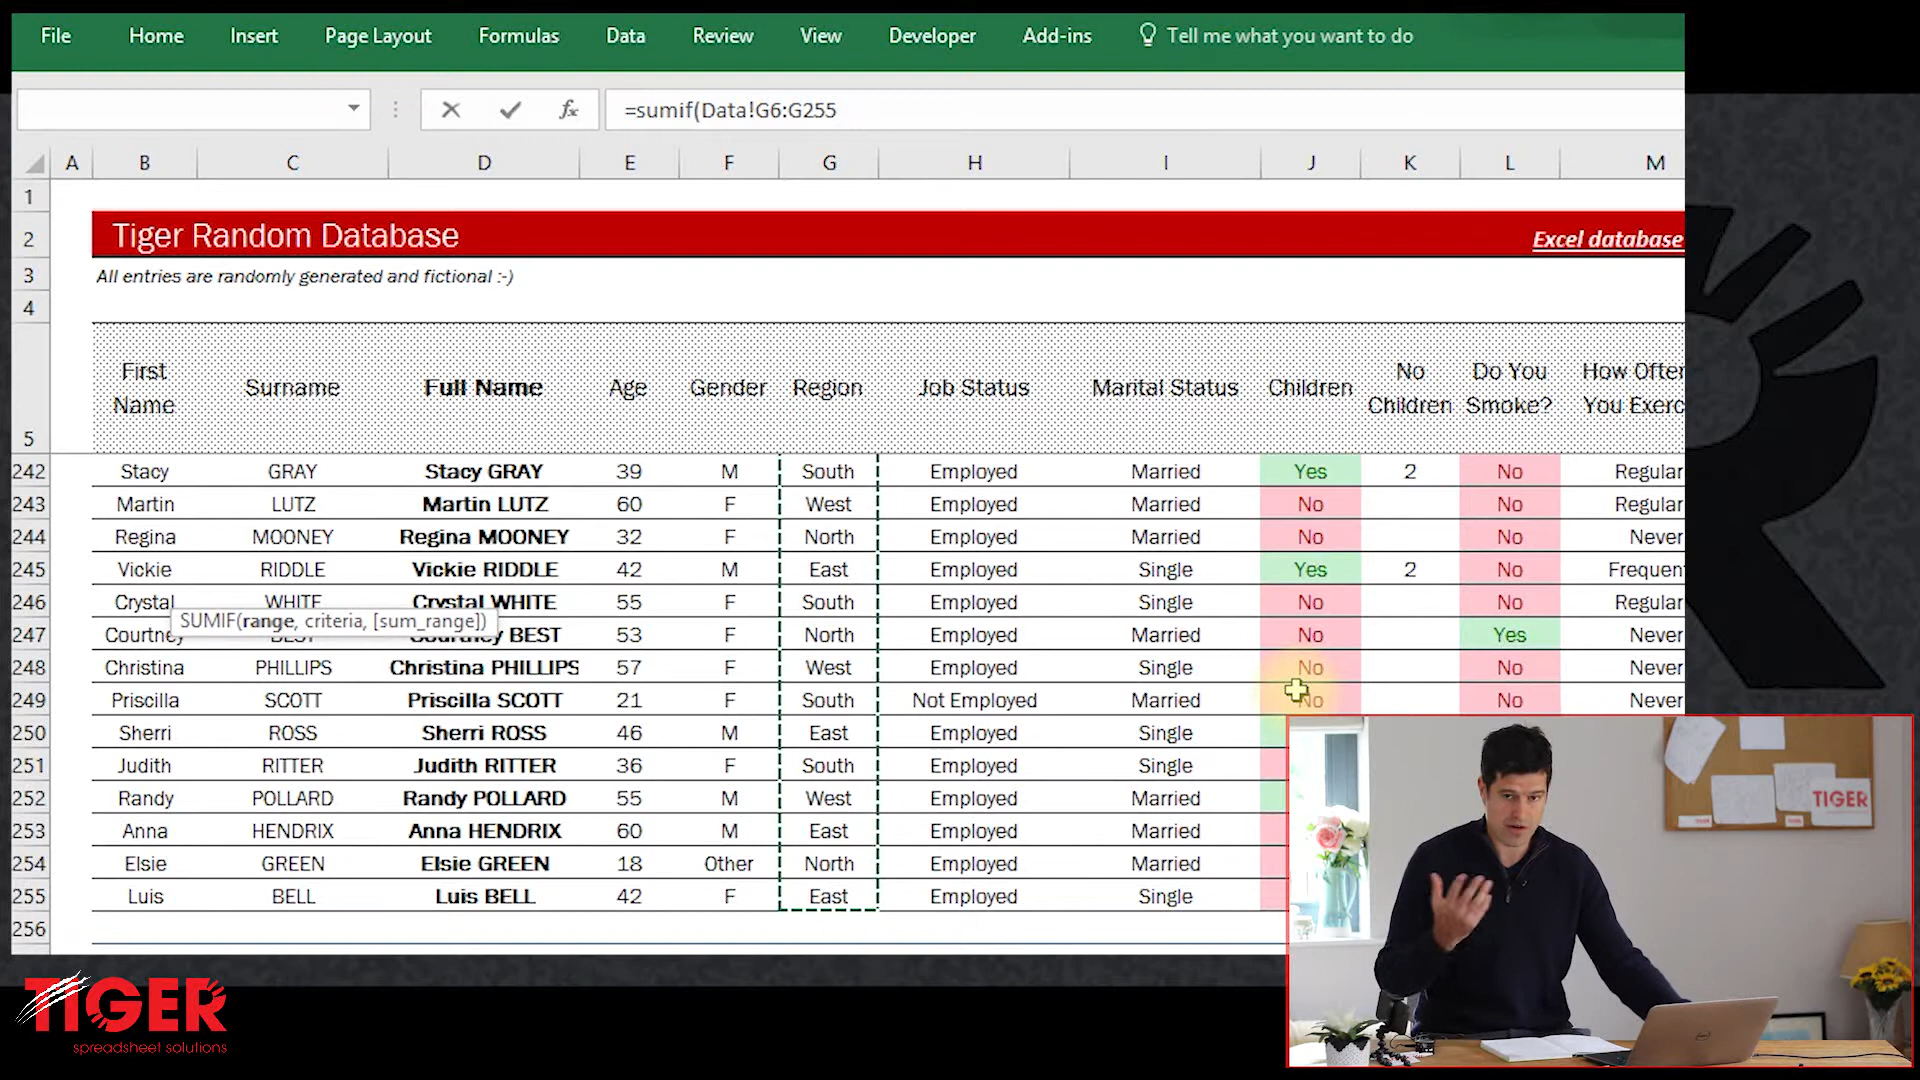 File Home Insert Page Layout Formulas Data Review View Developer Add-ins Tell me what you want to do
fx =sumif(Data!G6:G255
A B C D E F G H I J K L M
1
2 Tiger Random Database Excel database
3 All entries are randomly generated and fictional :-)
4
5 First Name Surname Full Name Age Gender Region Job Status Marital Status Children No Children Do You Smoke? How Often You Exerc
242 Stacy GRAY Stacy GRAY 39 M South Employed Married Yes 2 No Regular
243 Martin LUTZ Martin LUTZ 60 F West Employed Married No No Regular
244 Regina MOONEY Regina MOONEY 32 F North Employed Married No No Never
245 Vickie RIDDLE Vickie RIDDLE 42 M East Employed Single Yes 2 No Frequent
246 Crystal WHITE Crystal WHITE 55 F South Employed Single No No Regular
SUMIF(range, criteria, [sum_range])
247 Courtney BEST Courtney BEST 53 F North Employed Married No Yes Never
248 Christina PHILLIPS Christina PHILLIPS 57 F West Employed Single No No Never
249 Priscilla SCOTT Priscilla SCOTT 21 F South Not Employed Married No No Never
250 Sherri ROSS Sherri ROSS 46 M East Employed Single
251 Judith RITTER Judith RITTER 36 F South Employed Single
252 Randy POLLARD Randy POLLARD 55 M West Employed Married
253 Anna HENDRIX Anna HENDRIX 60 M East Employed Married
254 Elsie GREEN Elsie GREEN 18 Other North Employed Married
255 Luis BELL Luis BELL 42 F East Employed Single
256
TIGER
TIGER
spreadsheet solutions